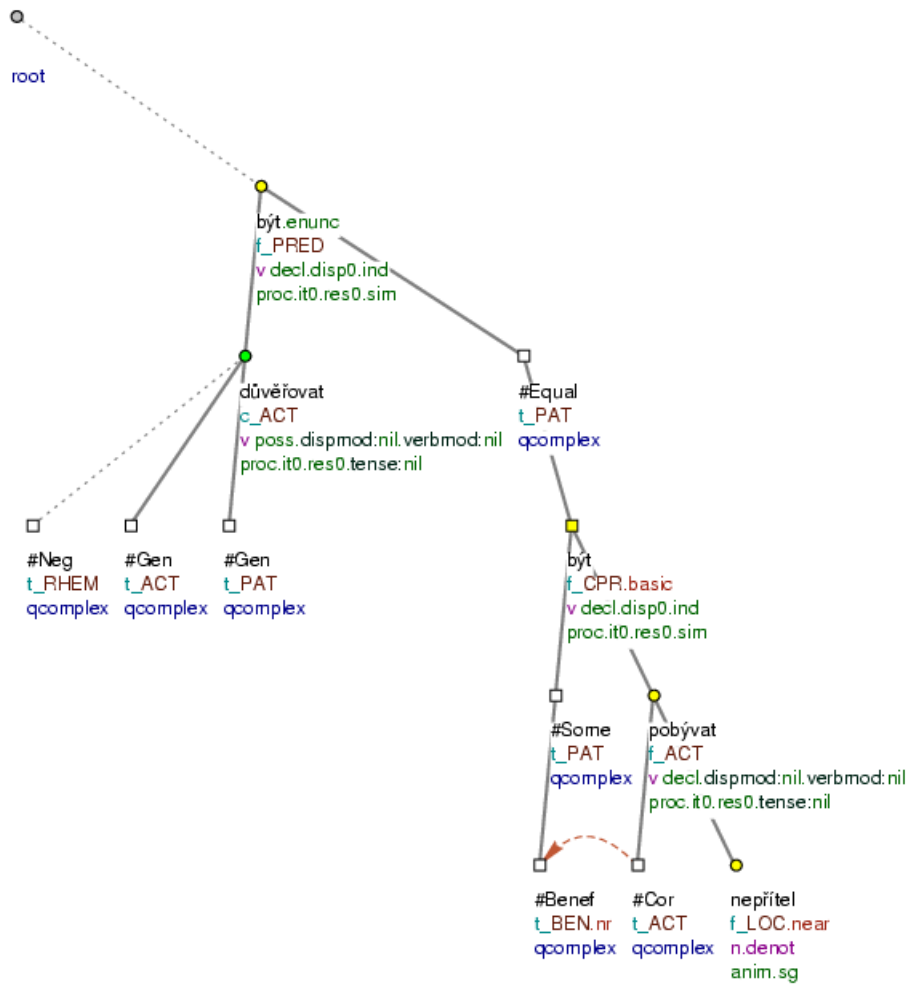 root
být.enunc
f_PRED
v decl.disp0.ind
proc.it0.res0.sim
důvěřovat
c_ACT
v poss.dispmod:nil.verbmod:nil
proc.it0.res0.tense:nil
#Equal
t_PAT
qcomplex
#Neg
t_RHEM
qcomplex
#Gen
t_ACT
qcomplex
#Gen
t_PAT
qcomplex
být
f_CPR.basic
v decl.disp0.ind
proc.it0.res0.sim
#Some
t_PAT
qcomplex
pobývat
f_ACT
v decl.dispmod:nil.verbmod:nil
proc.it0.res0.tense:nil
#Benef
t_BEN.nr
qcomplex
#Cor
t_ACT
qcomplex
nepřítel
f_LOC.near
n.denot
anim.sg